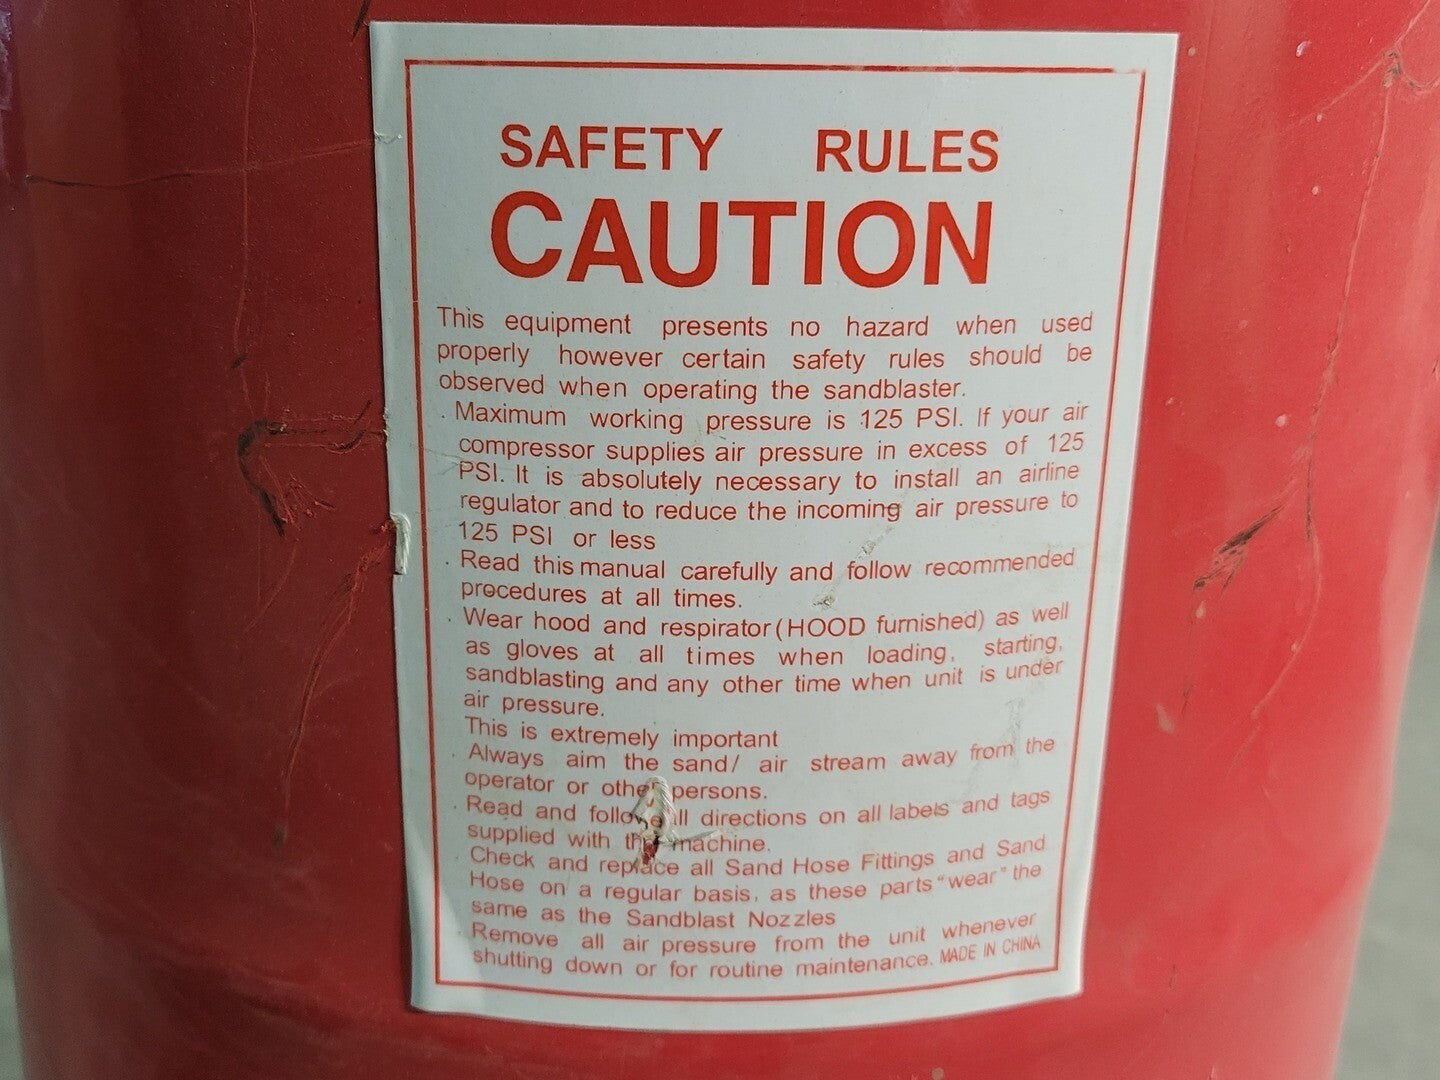 SAFETY RULES
CAUTION
This equipment presents no hazard when used
properly however certain safety rules should be
observed when operating the sandblaster.
. Maximum working pressure is 125 PSI. If your air
compressor supplies air pressure in excess of 125
PSI. It is absolutely necessary to install an airline
regulator and to reduce the incoming air pressure to
125 PSI or less
. Read this manual carefully and follow recommended
procedures at all times.
. Wear hood and respirator (HOOD furnished) as well
as gloves at all times when loading, starting,
sandblasting and any other time when unit is under
air pressure.
This is extremely important
. Always aim the sand/ air stream away from the
operator or other persons.
. Read and follow all directions on all labels and tags
supplied with the machine.
. Check and replace all Sand Hose Fittings and Sand
Hose on a regular basis, as these parts "wear" the
same as the Sandblast Nozzles
. Remove all air pressure from the unit whenever
shutting down or for routine maintenance. MADE IN CHINA